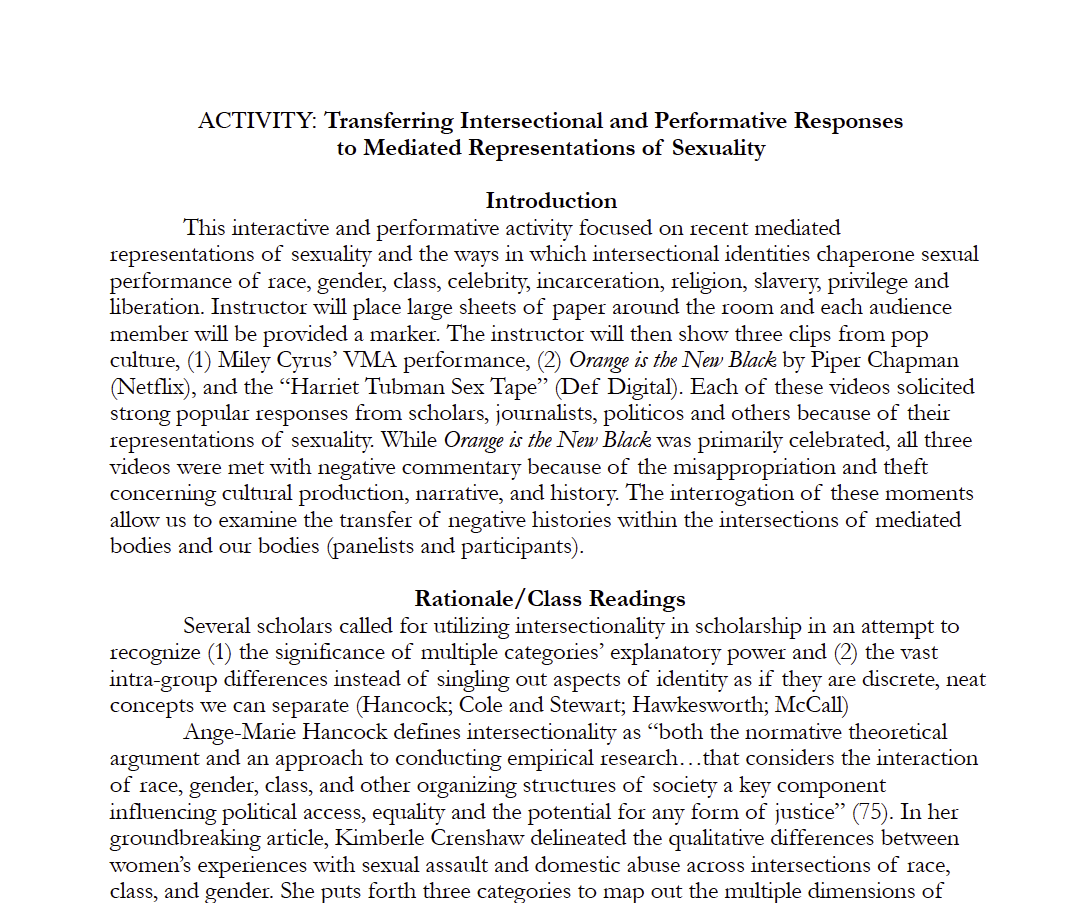 ACTIVITY: Transferring Intersectional and Performative Responses
to Mediated Representations of Sexuality
Introduction
This interactive and performative activity focused on recent mediated
representations of sexuality and the ways in which intersectional identities chaperone sexual
performance of race, gender, class, celebrity, incarceration, religion, slavery, privilege and
liberation. Instructor will place large sheets of paper around the room and each audience
member will be provided a marker. The instructor will then show three clips from pop
culture, (1) Miley Cyrus’ VMA performance, (2) Orange is the New Black by Piper Chapman
(Netflix), and the “Harriet Tubman Sex Tape” (Def Digital). Each of these videos solicited
strong popular responses from scholars, journalists, politicos and others because of their
representations of sexuality. While Orange is the New Black was primarily celebrated, all three
videos were met with negative commentary because of the misappropriation and theft
concerning cultural production, narrative, and history. The interrogation of these moments
allow us to examine the transfer of negative histories within the intersections of mediated
bodies and our bodies (panelists and participants).
Rationale/Class Readings
Several scholars called for utilizing intersectionality in scholarship in an attempt to
recognize (1) the significance of multiple categories’ explanatory power and (2) the vast
intra-group differences instead of singling out aspects of identity as if they are discrete, neat
concepts we can separate (Hancock; Cole and Stewart; Hawkesworth; McCall)
Ange-Marie Hancock defines intersectionality as “both the normative theoretical
argument and an approach to conducting empirical research…that considers the interaction
of race, gender, class, and other organizing structures of society a key component
influencing political access, equality and the potential for any form of justice” (75). In her
groundbreaking article, Kimberle Crenshaw delineated the qualitative differences between
women’s experiences with sexual assault and domestic abuse across intersections of race,
class, and gender. She puts forth three categories to map out the multiple dimensions of